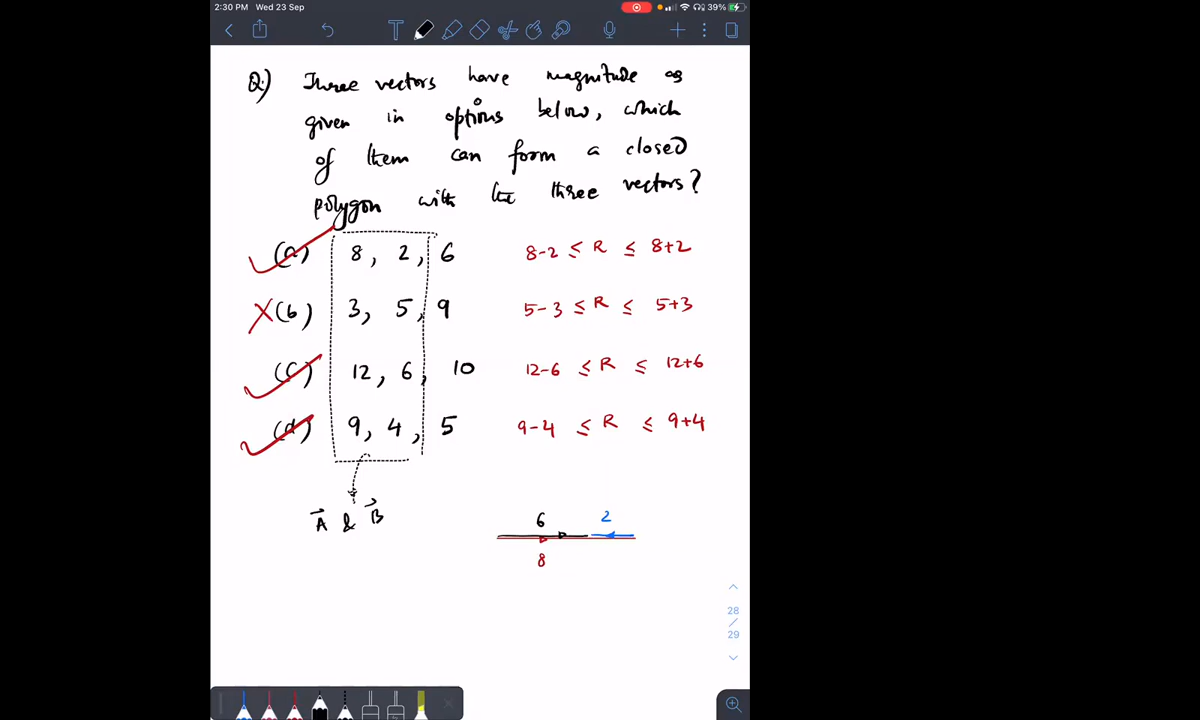 2:30 PM Wed 23 Sep 39%
T
Q) Three vectors have magnitude as
given in options below, which
of them can form a closed
polygon with the three vectors?
(a) 8, 2, 6 8-2 ≤ R ≤ 8+2
(b) 3, 5, 9 5-3 ≤ R ≤ 5+3
(c) 12, 6, 10 12-6 ≤ R ≤ 12+6
(d) 9, 4, 5 9-4 ≤ R ≤ 9+4
A⃗ & B⃗
6 2
8
28
/
29